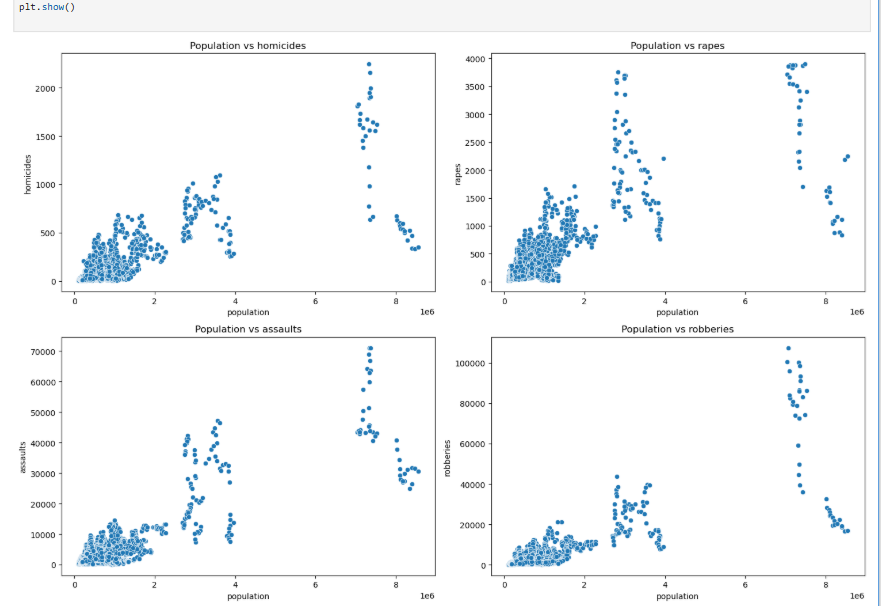 plt.show()
Population vs homicides
homicides
2000
1500
1000
500
0
0 2 4 6 8
1e6
population
Population vs rapes
rapes
4000
3500
3000
2500
2000
1500
1000
500
0
0 2 4 6 8
1e6
population
Population vs assaults
assaults
70000
60000
50000
40000
30000
20000
10000
0
0 2 4 6 8
1e6
population
Population vs robberies
robberies
100000
80000
60000
40000
20000
0
0 2 4 6 8
1e6
population